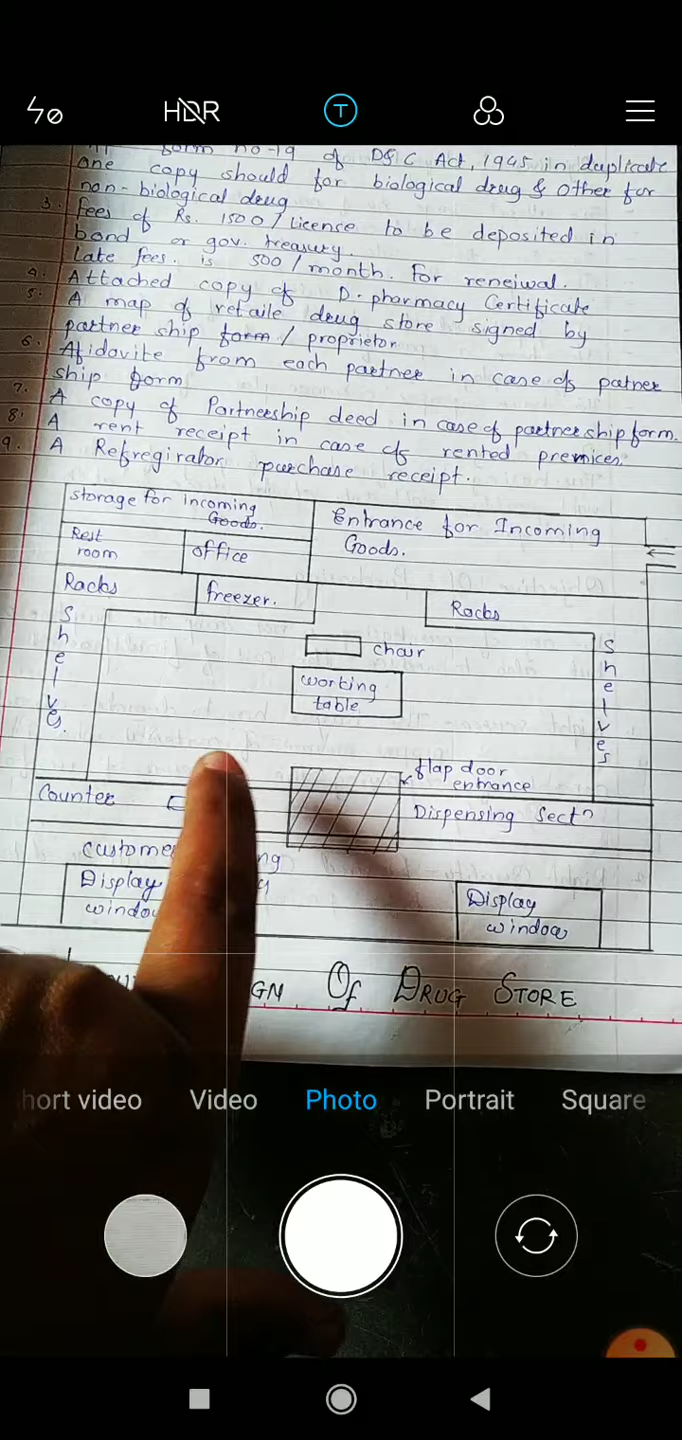 HDR
T
form no-19 of D&C Act, 1945 in duplicate
one copy should for biological drug & other for
non-biological drug
3. fees of Rs. 1500/Licence to be deposited in
bond or gov. treasury.
Late fees. is 500/month. For reneiwal.
4. Attached copy of D.pharmacy Certificate
5. A map of retaile drug store signed by
partner ship form / proprietor
6. Afidavite from each partner in case of patner
ship form
7. A copy of Partnership deed in case of partnership form.
8. A rent receipt in case of rented premices.
9. A Refregirator purchase receipt.
Storage for incoming
Goods.
Entrance for Incoming
Goods.
Rest
room
office
Racks
freezer.
Racks
Shelves.
chair
Shelves
working
table
flap door
entrance
Counter
Dispensing Sectn
Display
Display
window
OF DRUG STORE
hort video Video Photo Portrait Square